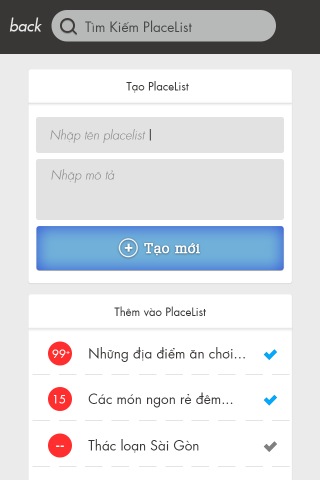 back
Tìm Kiếm PlaceList
Tạo PlaceList
Nhập tên placelist
Nhập mô tả
Tạo mới
Thêm vào PlaceList
99+ Những địa điểm ăn chơi...
15 Các món ngon rẻ đêm...
-- Thác loạn Sài Gòn